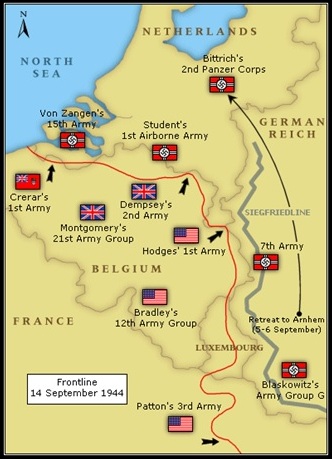 N
NETHERLANDS
NORTH
SEA
Bittrich's
2nd Panzer Corps
Von Zangen's
15th Army
Student's
1st Airborne Army
GERMAN
REICH
Crerar's
1st Army
Dempsey's
2nd Army
SIEGFRIEDLINE
Montgomery's
21st Army Group
Hodges' 1st Army
7th Army
BELGIUM
Bradley's
12th Army Group
Retreat to Arnhem
(5-6 September)
FRANCE
LUXEMBOURG
Frontline
14 September 1944
Blaskowitz's
Army Group G
Patton's 3rd Army